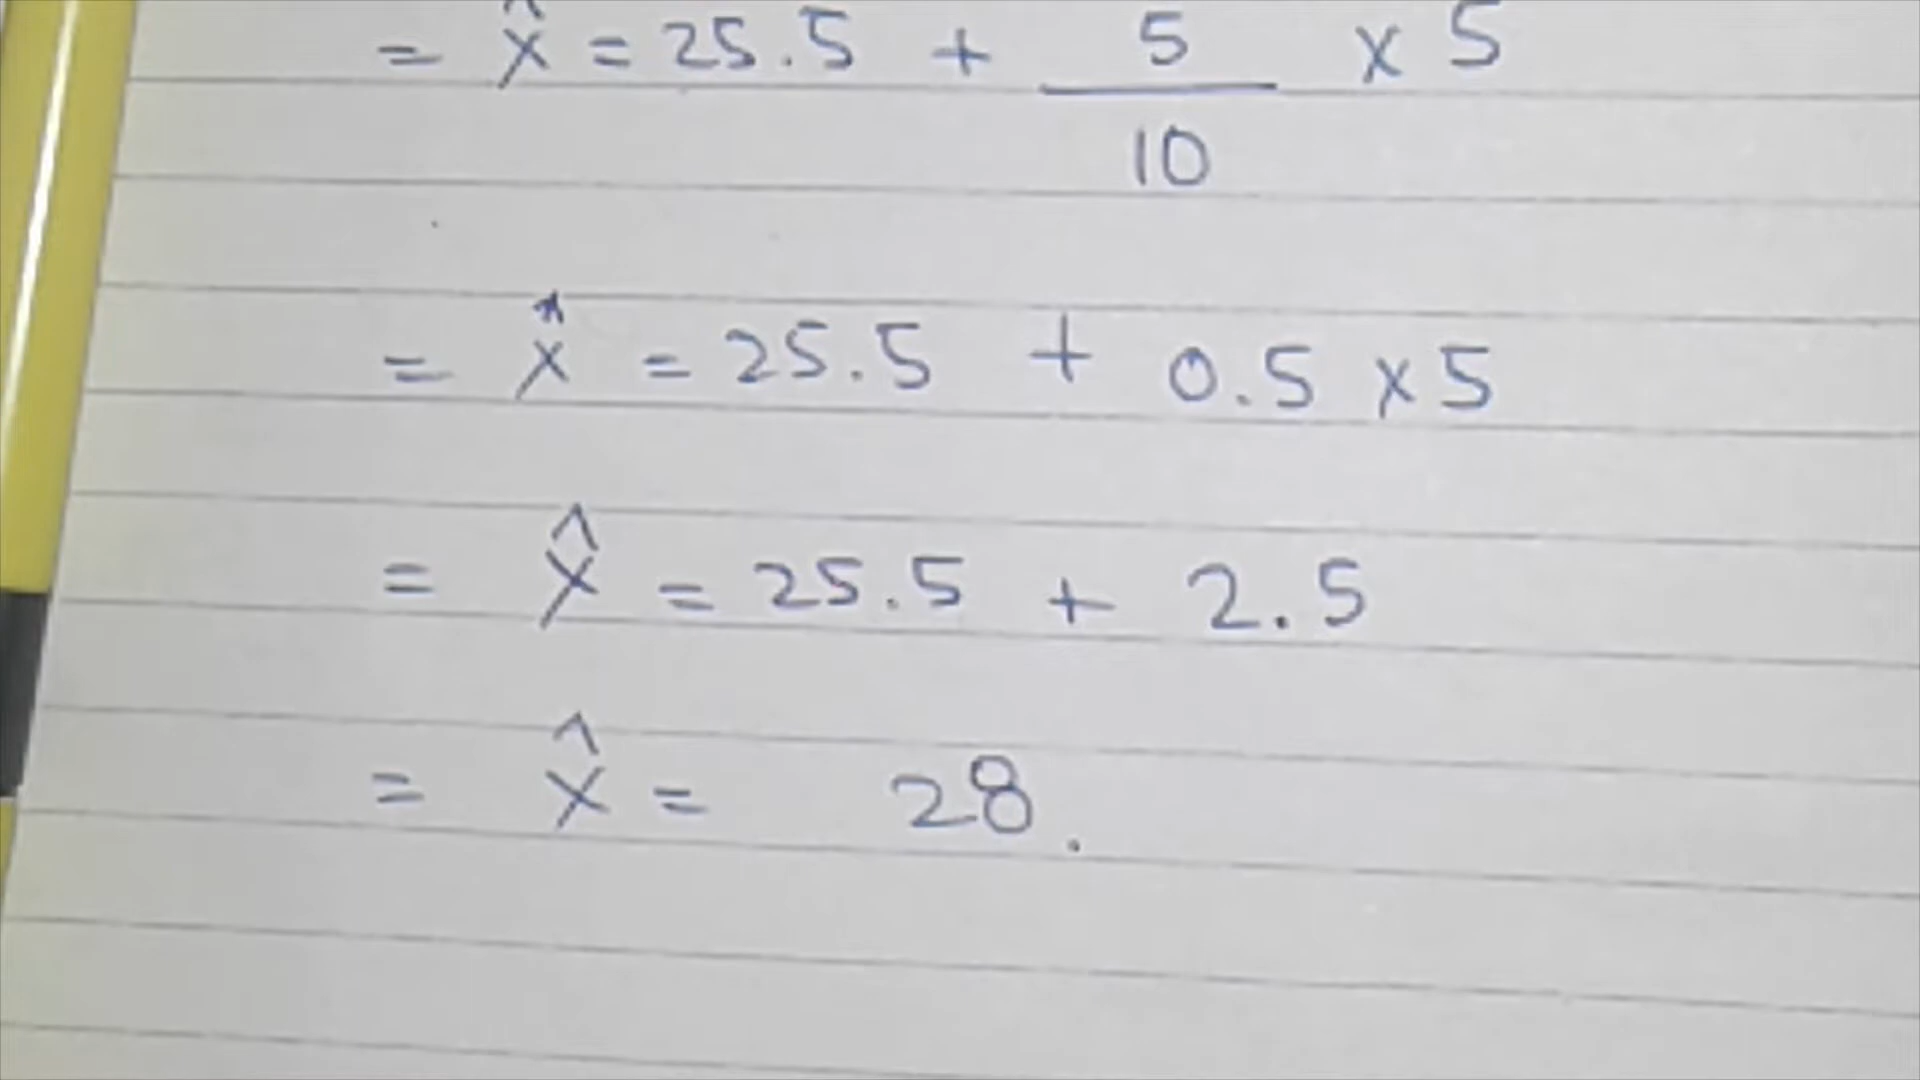 = x̂ = 25.5 + 5/10 × 5
= x̂ = 25.5 + 0.5 × 5
= x̂ = 25.5 + 2.5
= x̂ = 28.